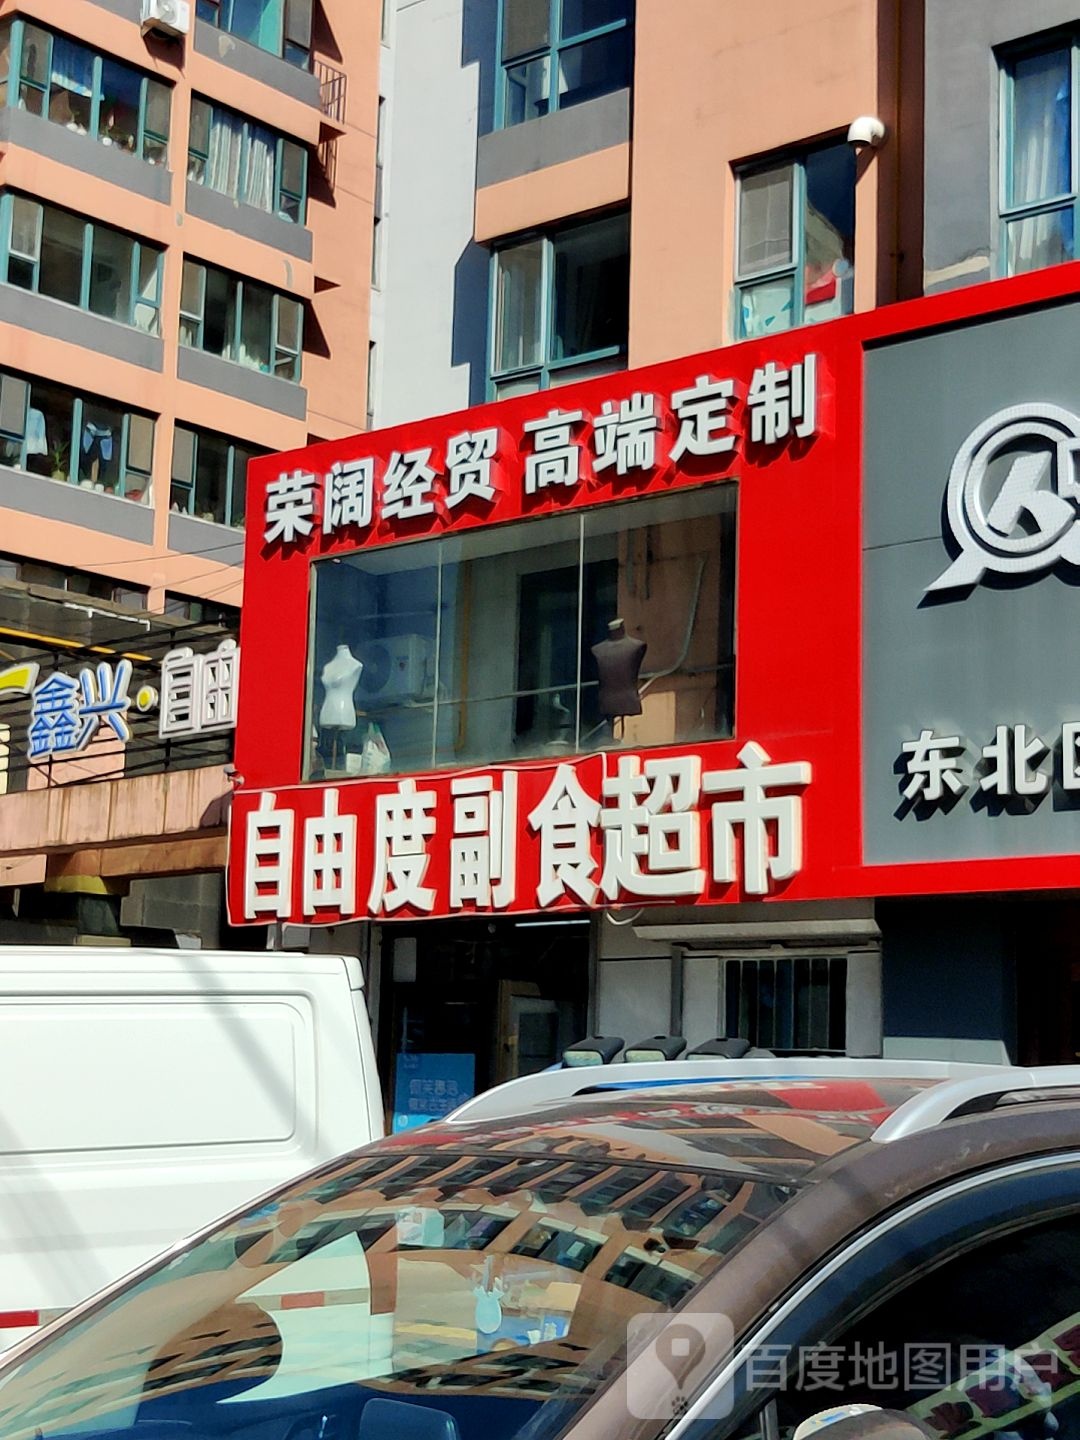 荣阔经贸 高端定制
鑫兴·自由
自由度副食超市
东北区
百度地图用户